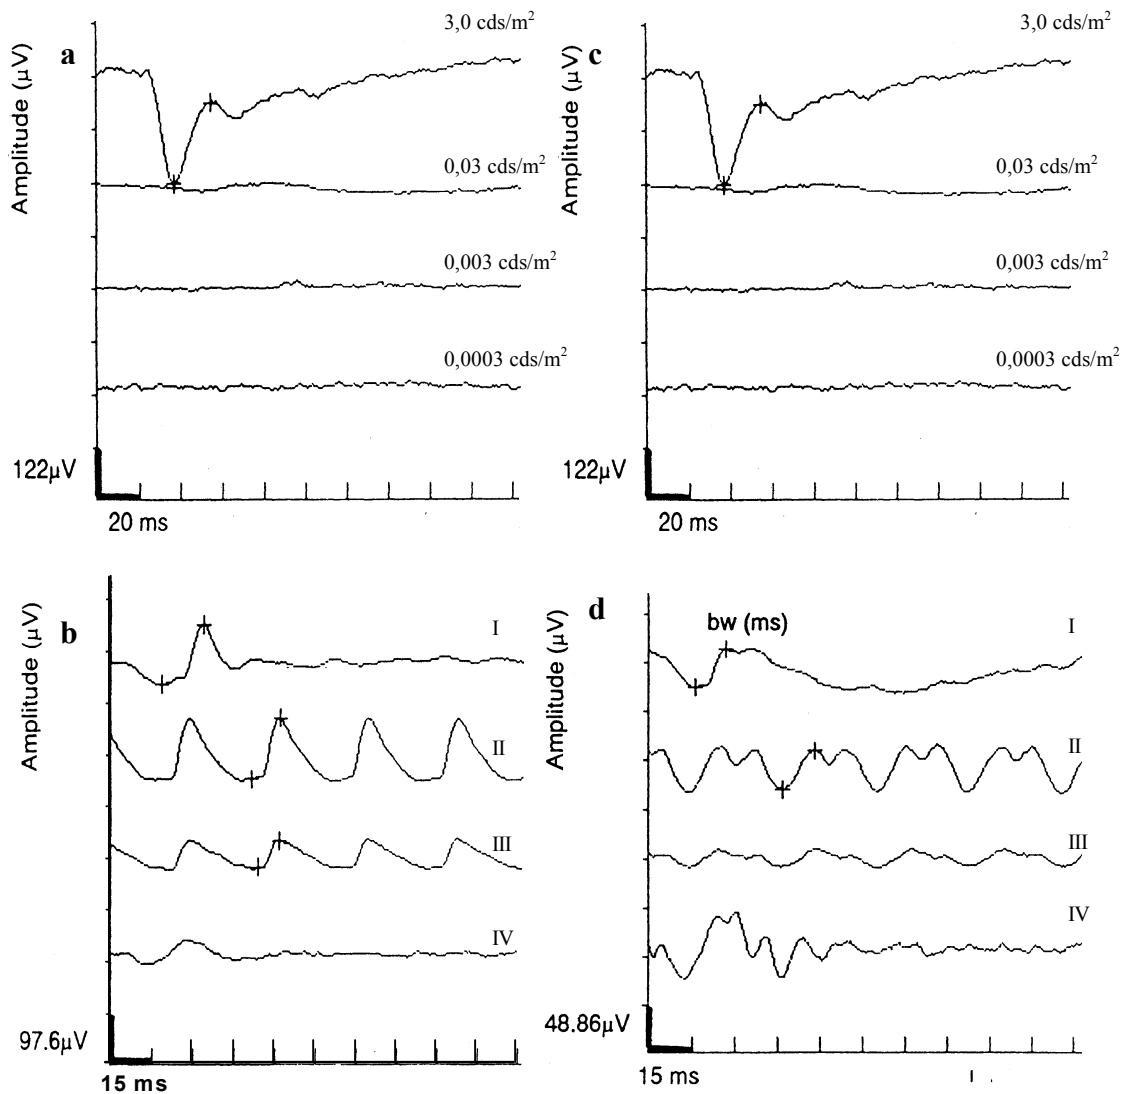 a
Amplitude (µV)
3,0 cds/m²
0,03 cds/m²
0,003 cds/m²
0,0003 cds/m²
122µV
20 ms
c
Amplitude (µV)
3,0 cds/m²
0,03 cds/m²
0,003 cds/m²
0,0003 cds/m²
122µV
20 ms
b
Amplitude (µV)
I
II
III
IV
97.6µV
15 ms
d
Amplitude (µV)
bw (ms)
I
II
III
IV
48.86µV
15 ms